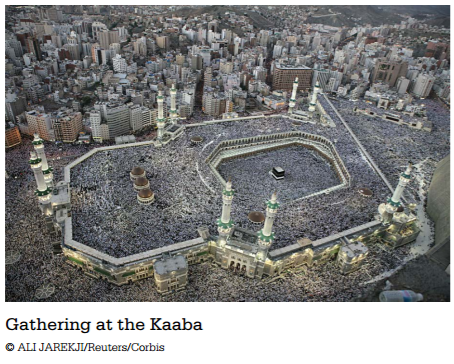 Gathering at the Kaaba
© ALI JAREKJI/Reuters/Corbis